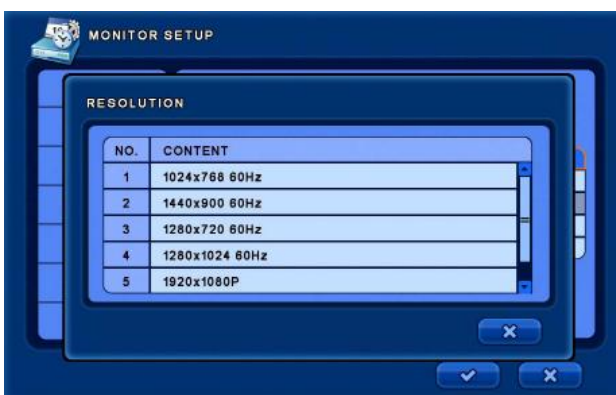 MONITOR SETUP
RESOLUTION
NO. CONTENT
1 1024x768 60Hz
2 1440x900 60Hz
3 1280x720 60Hz
4 1280x1024 60Hz
5 1920x1080P